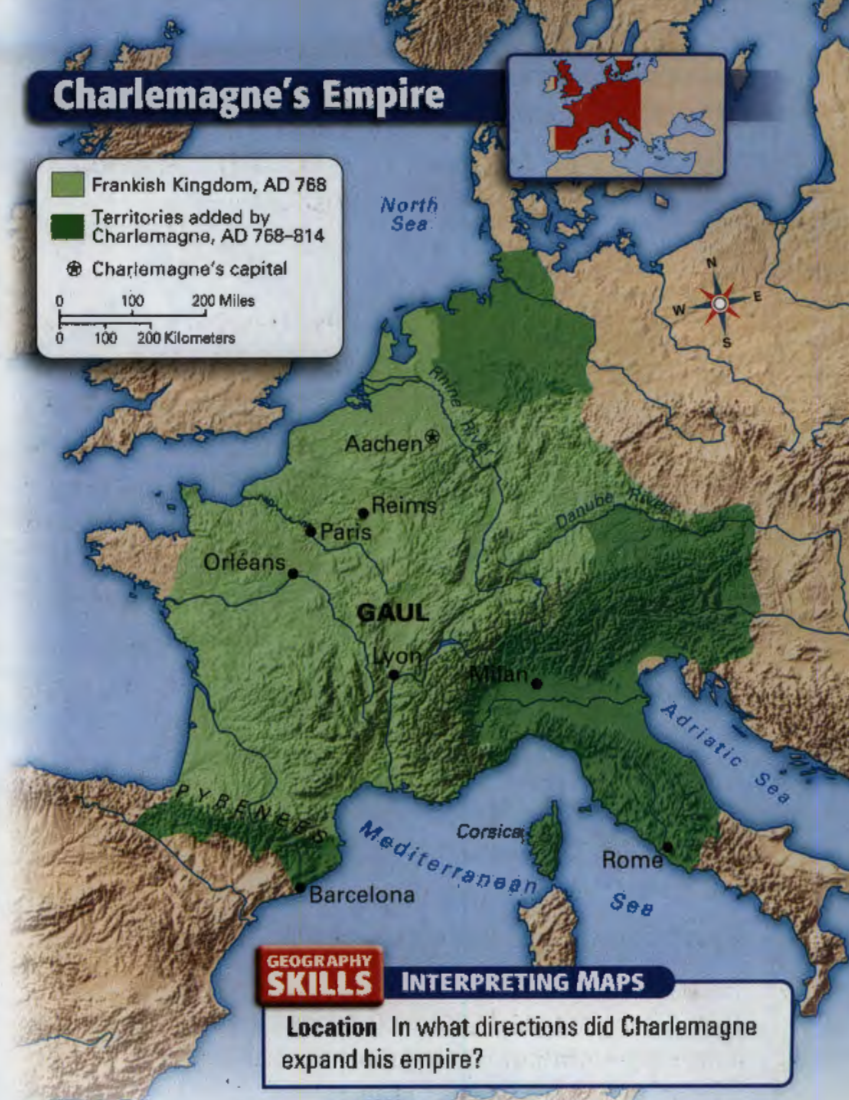 Charlemagne's Empire
Frankish Kingdom, AD 768
Territories added by
Charlemagne, AD 768–814
Charlemagne's capital
0 100 200 Miles
0 100 200 Kilometers
North
Sea
N
W E
S
Rhine River
Aachen
Reims
Danube River
Paris
Orléans
GAUL
Lyon
Milan
Adriatic Sea
PYRENEES
Mediterranean
Sea
Corsica
Rome
Barcelona
GEOGRAPHY
SKILLS
INTERPRETING MAPS
Location In what directions did Charlemagne
expand his empire?